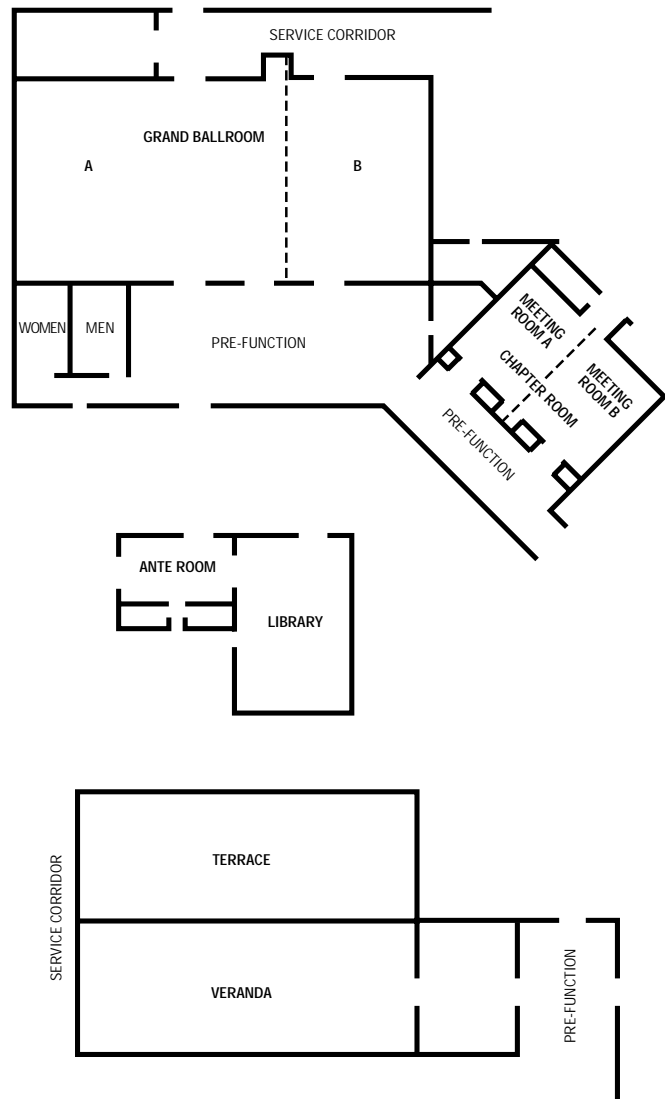 SERVICE CORRIDOR
GRAND BALLROOM
A
B
WOMEN
MEN
PRE-FUNCTION
MEETING
ROOM A
CHAPTER ROOM
MEETING
ROOM B
PRE-FUNCTION
ANTE ROOM
LIBRARY
TERRACE
SERVICE CORRIDOR
VERANDA
PRE-FUNCTION